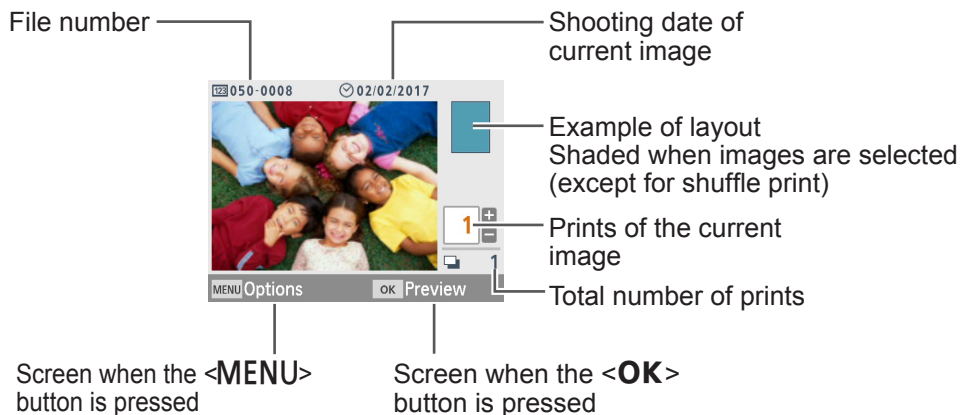 File number
Shooting date of
current image
123 050-0008
02/02/2017
Example of layout
Shaded when images are selected
(except for shuffle print)
1
+
−
Prints of the current
image
1
MENU Options
OK Preview
Total number of prints
Screen when the <MENU>
button is pressed
Screen when the <OK>
button is pressed